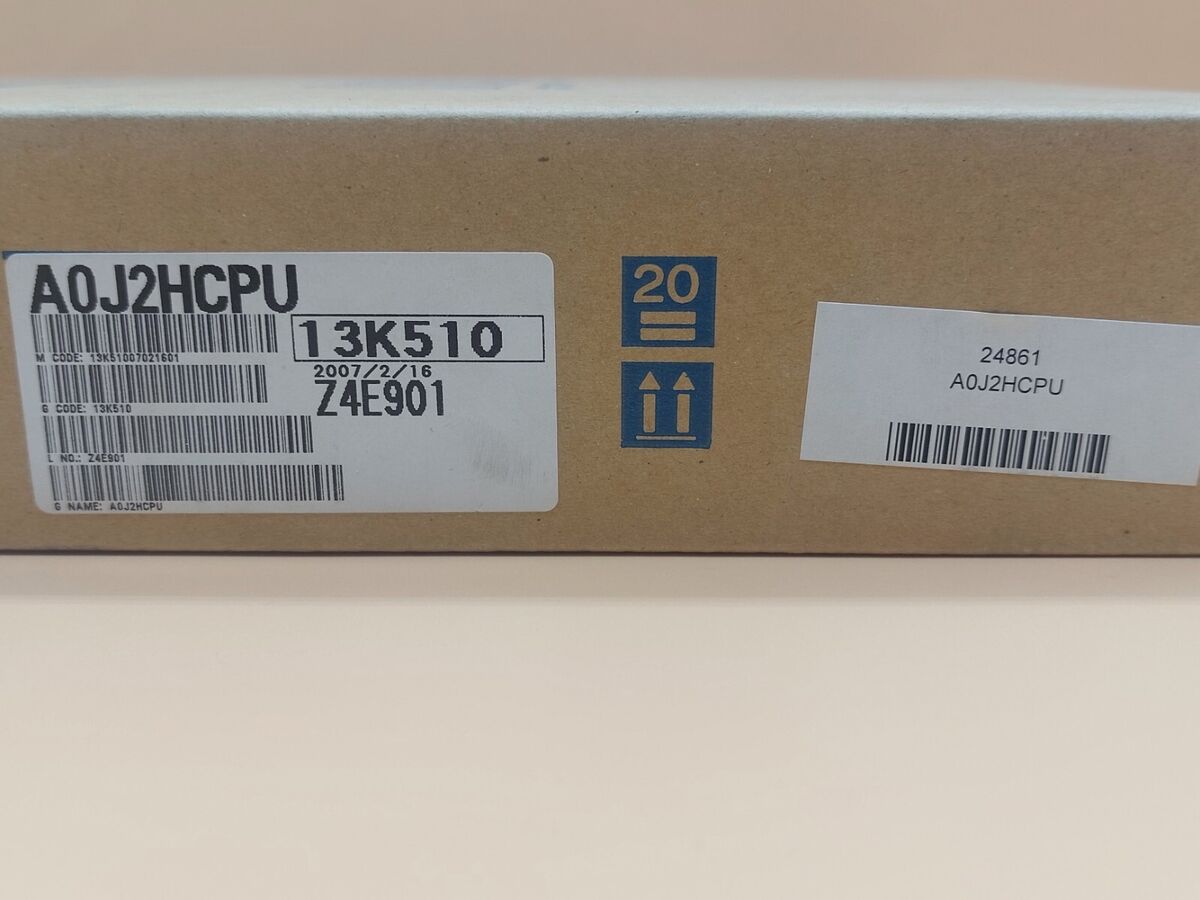 A0J2HCPU
13K510
M CODE: 13K51007021601
2007/2/16
Z4E901
G CODE: 13K510
L NO.: Z4E901
G NAME: A0J2HCPU
20
24861
A0J2HCPU